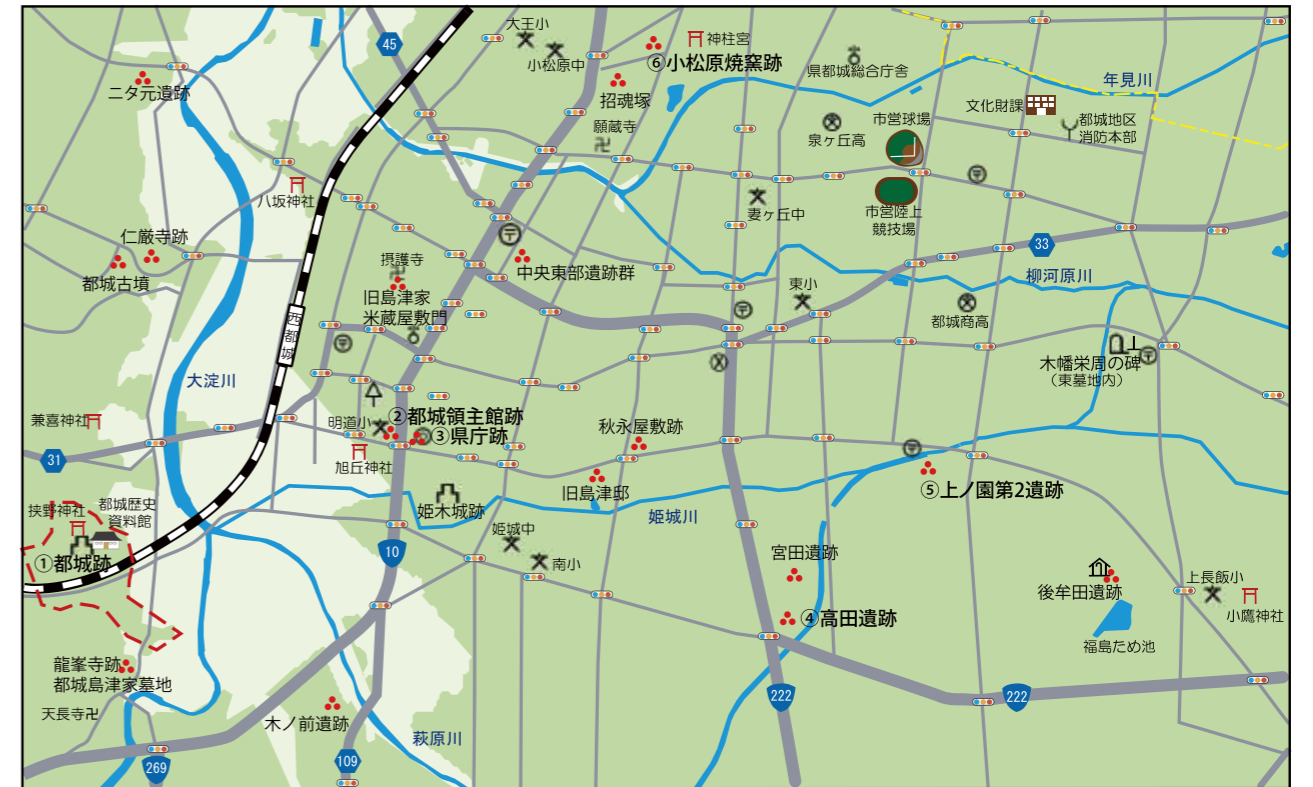 大王小
45
小松原中
神柱宮
⑥小松原焼窯跡
県都城総合庁舎
年見川
ニタ元遺跡
招魂塚
文化財課
市営球場
都城地区
消防本部
願蔵寺
泉ヶ丘高
八坂神社
妻ヶ丘中
市営陸上
競技場
仁厳寺跡
33
都城古墳
摂護寺
中央東部遺跡群
柳河原川
旧島津家
米蔵屋敷門
東小
西都城
都城商高
木幡栄周の碑
(東墓地内)
大淀川
兼喜神社
②都城領主館跡
明道小
③県庁跡
秋永屋敷跡
31
旭丘神社
旧島津邸
⑤上ノ園第2遺跡
挟野神社
都城歴史
資料館
姫木城跡
姫城川
姫城中
①都城跡
10
南小
宮田遺跡
後牟田遺跡
上長飯小
小鷹神社
④高田遺跡
福島ため池
龍峯寺跡
都城島津家墓地
222
222
天長寺
木ノ前遺跡
萩原川
269
109